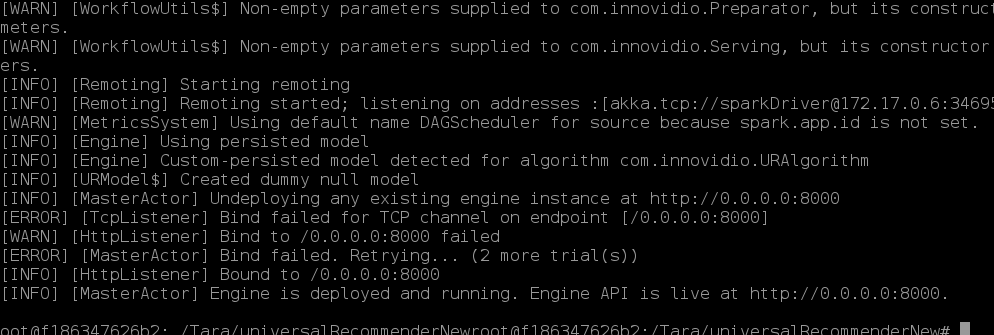 [WARN] [WorkflowUtils$] Non-empty parameters supplied to com.innovidio.Preparator, but its construct
meters.
[WARN] [WorkflowUtils$] Non-empty parameters supplied to com.innovidio.Serving, but its constructor
ers.
[INFO] [Remoting] Starting remoting
[INFO] [Remoting] Remoting started; listening on addresses :[akka.tcp://sparkDriver@172.17.0.6:34695
[WARN] [MetricsSystem] Using default name DAGScheduler for source because spark.app.id is not set.
[INFO] [Engine] Using persisted model
[INFO] [Engine] Custom-persisted model detected for algorithm com.innovidio.URAlgorithm
[INFO] [URModel$] Created dummy null model
[INFO] [MasterActor] Undeploying any existing engine instance at http://0.0.0.0:8000
[ERROR] [TcpListener] Bind failed for TCP channel on endpoint [/0.0.0.0:8000]
[WARN] [HttpListener] Bind to /0.0.0.0:8000 failed
[ERROR] [MasterActor] Bind failed. Retrying... (2 more trial(s))
[INFO] [HttpListener] Bound to /0.0.0.0:8000
[INFO] [MasterActor] Engine is deployed and running. Engine API is live at http://0.0.0.0:8000.
root@f186347626b2: /Tara/universalRecommenderNewroot@f186347626b2:/Tara/universalRecommenderNew#